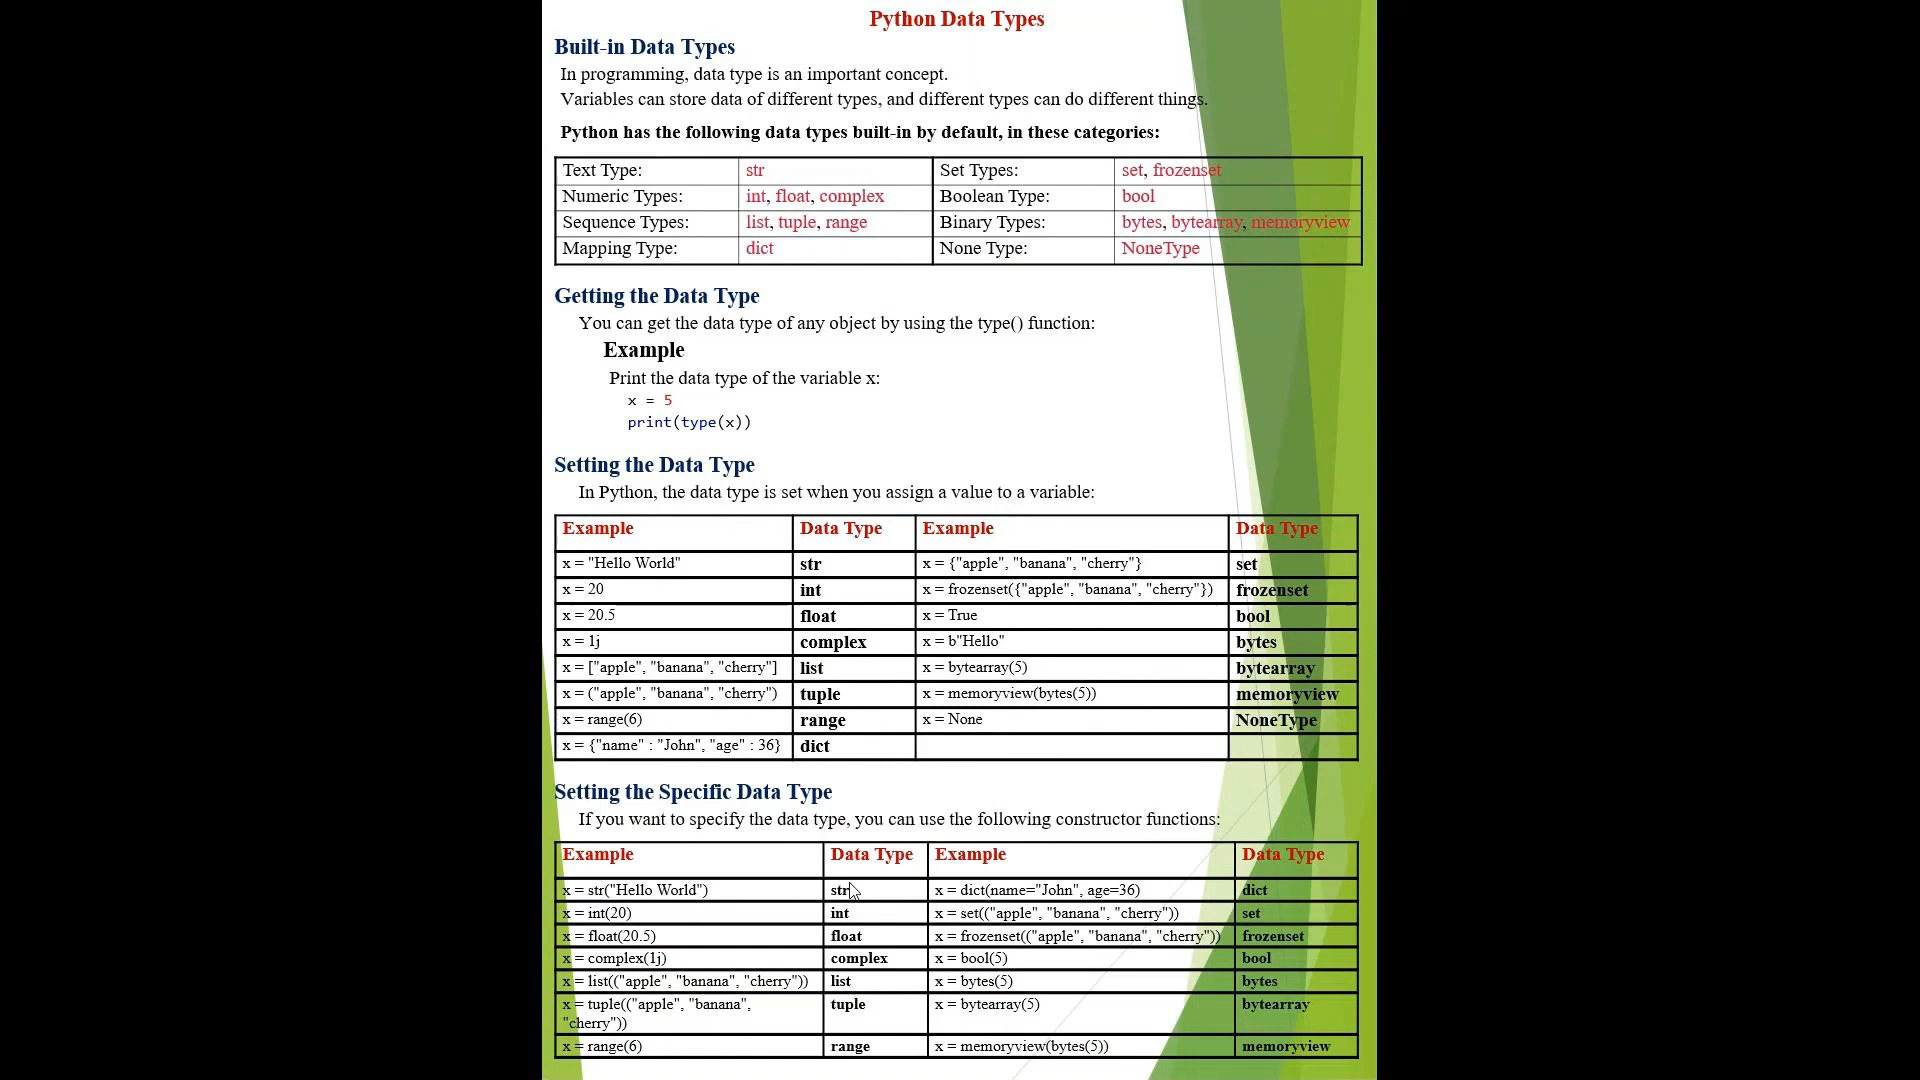 Python Data Types
Built-in Data Types
In programming, data type is an important concept.
Variables can store data of different types, and different types can do different things.
Python has the following data types built-in by default, in these categories:
Text Type: str Set Types: set, frozenset
Numeric Types: int, float, complex Boolean Type: bool
Sequence Types: list, tuple, range Binary Types: bytes, bytearray, memoryview
Mapping Type: dict None Type: NoneType
Getting the Data Type
You can get the data type of any object by using the type() function:
Example
Print the data type of the variable x:
x = 5
print(type(x))
Setting the Data Type
In Python, the data type is set when you assign a value to a variable:
Example Data Type Example Data Type
x = "Hello World" str x = {"apple", "banana", "cherry"} set
x = 20 int x = frozenset({"apple", "banana", "cherry"}) frozenset
x = 20.5 float x = True bool
x = 1j complex x = b"Hello" bytes
x = ["apple", "banana", "cherry"] list x = bytearray(5) bytearray
x = ("apple", "banana", "cherry") tuple x = memoryview(bytes(5)) memoryview
x = range(6) range x = None NoneType
x = {"name" : "John", "age" : 36} dict
Setting the Specific Data Type
If you want to specify the data type, you can use the following constructor functions:
Example Data Type Example Data Type
x = str("Hello World") str x = dict(name="John", age=36) dict
x = int(20) int x = set(("apple", "banana", "cherry")) set
x = float(20.5) float x = frozenset(("apple", "banana", "cherry")) frozenset
x = complex(1j) complex x = bool(5) bool
x = list(("apple", "banana", "cherry")) list x = bytes(5) bytes
x = tuple(("apple", "banana", tuple x = bytearray(5) bytearray
"cherry"))
x = range(6) range x = memoryview(bytes(5)) memoryview